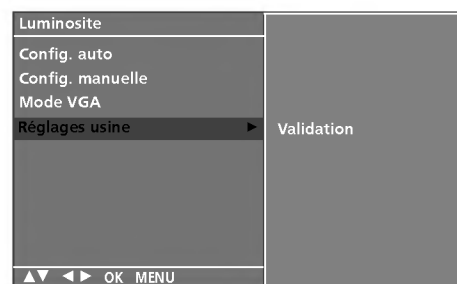 Luminosite
Config. auto
Config. manuelle
Mode VGA
Réglages usine ►
Validation
▲▼ ◄► OK MENU